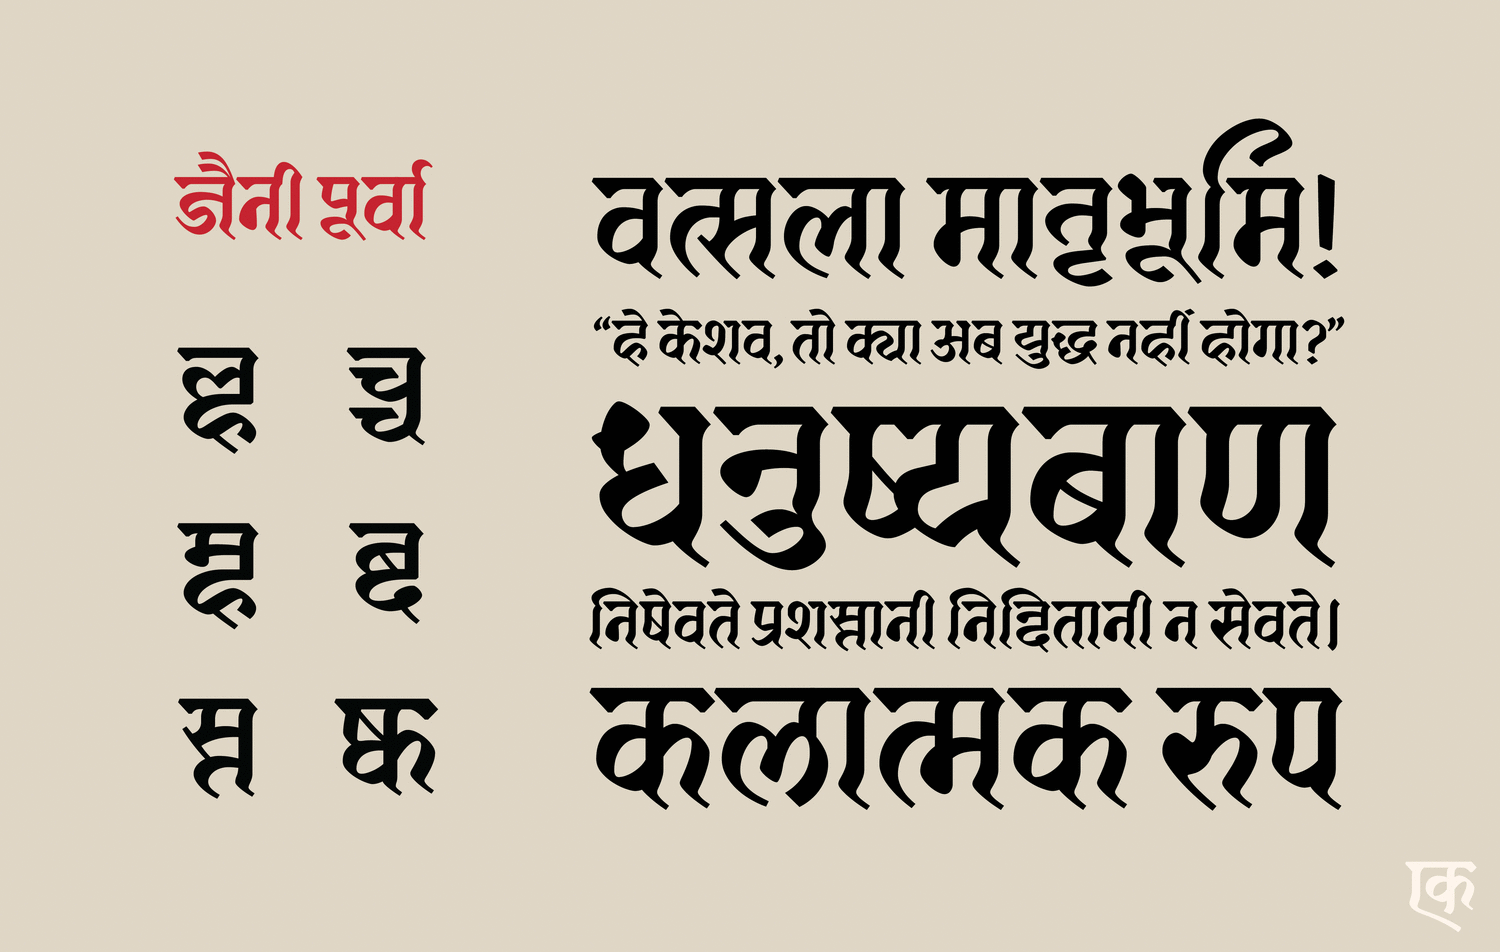 जैनी पूर्वा
ल्ह च्च
म्ह ब्द
स्त ष्क
वत्सला मातृभूमि!
“हे केशव, तो क्या अब युद्ध नहीं होगा?”
धनुष्यबाण
निषेवते प्रशस्तानी निन्दितानी न सेवते।
कलात्मक रुप